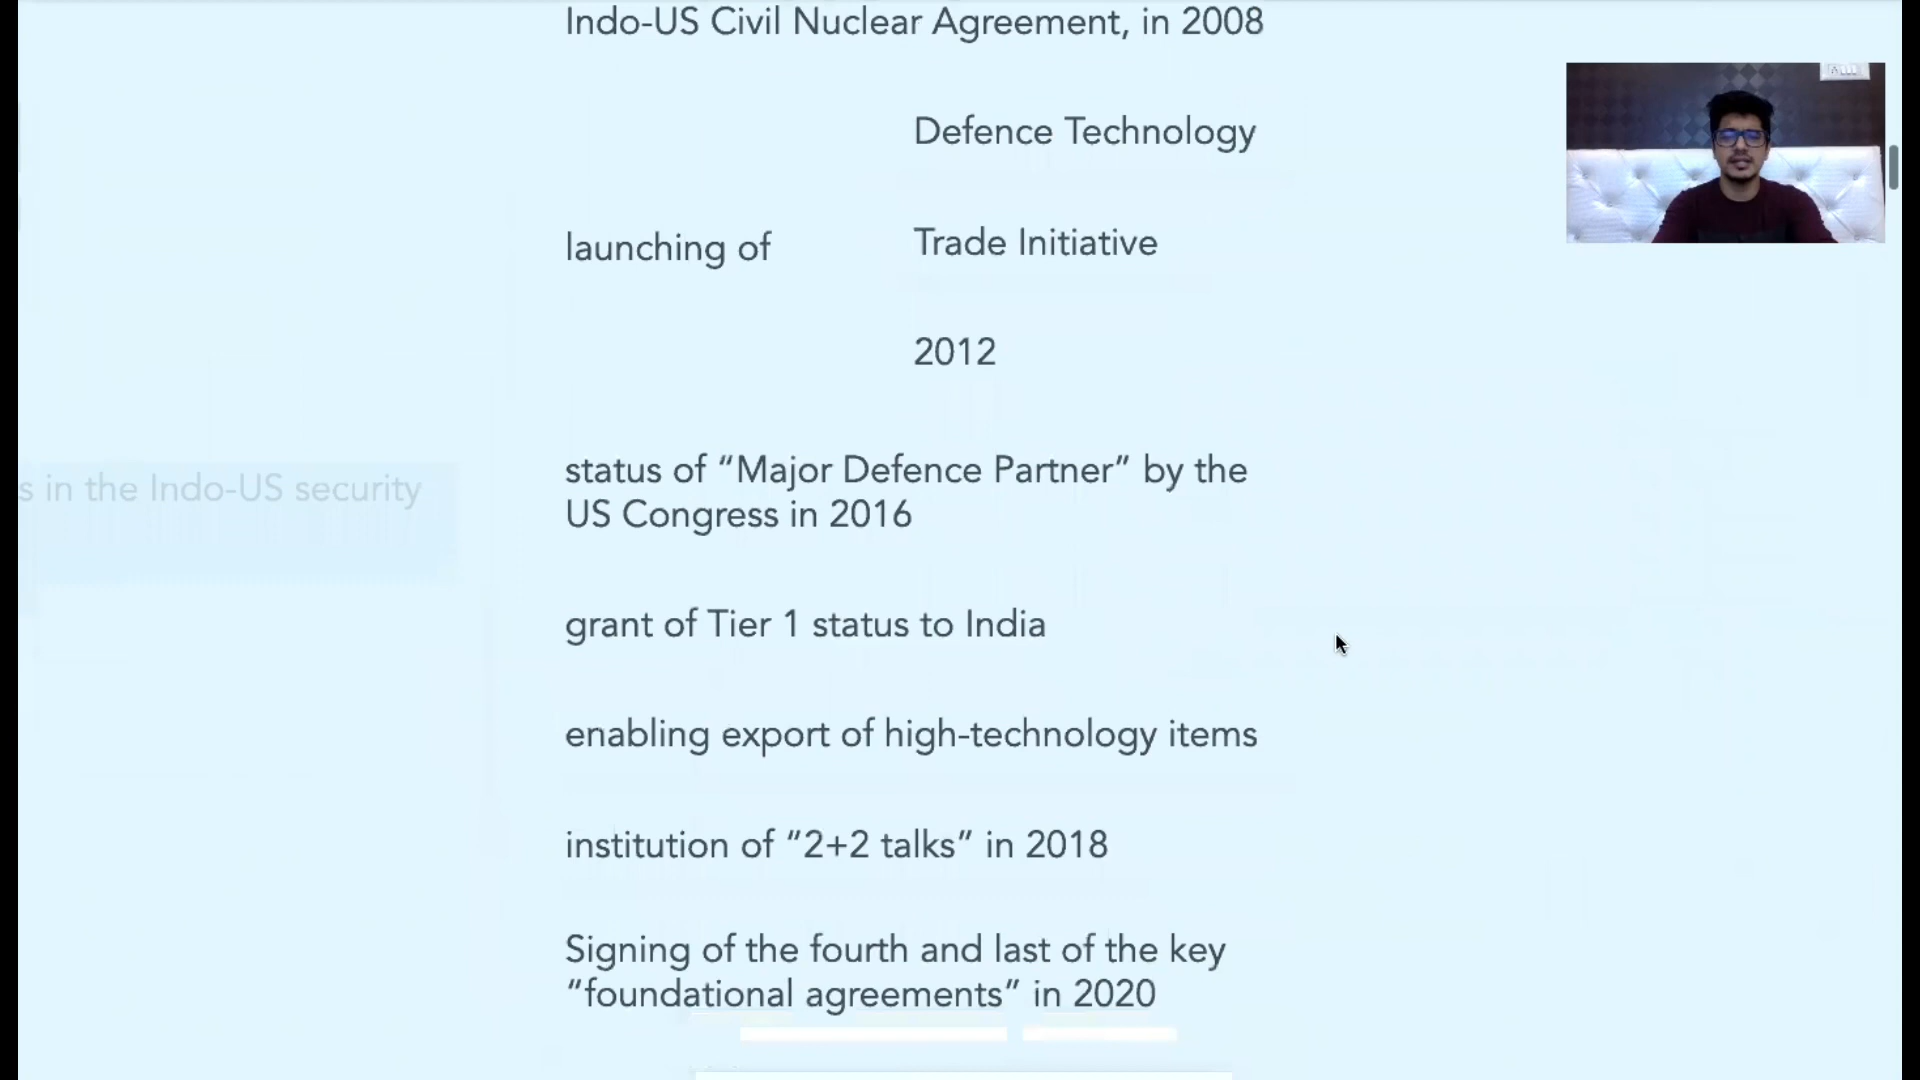 Indo-US Civil Nuclear Agreement, in 2008
Defence Technology
launching of
Trade Initiative
2012
status of “Major Defence Partner” by the
US Congress in 2016
s in the Indo-US security
grant of Tier 1 status to India
enabling export of high-technology items
institution of “2+2 talks” in 2018
Signing of the fourth and last of the key
“foundational agreements” in 2020